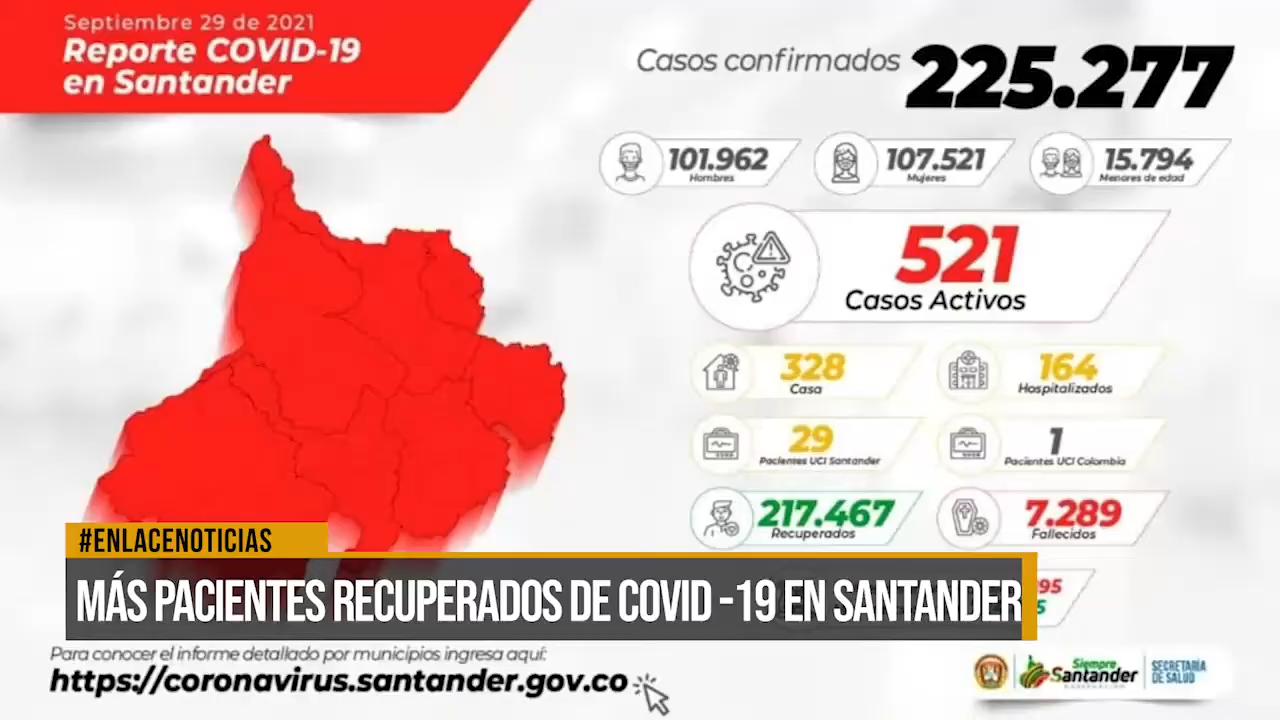 Septiembre 29 de 2021
Reporte COVID-19
en Santander
Casos confirmados 225.277
101.962
Hombres
107.521
Mujeres
15.794
Menores de edad
521
Casos Activos
328
Casa
164
Hospitalizados
29
Pacientes UCI Santander
1
Pacientes UCI Colombia
217.467
Recuperados
7.289
Fallecidos
#ENLACENOTICIAS
MÁS PACIENTES RECUPERADOS DE COVID -19 EN SANTANDER
Para conocer el informe detallado por municipios ingresa aquí:
https://coronavirus.santander.gov.co
Siempre
Santander
SECRETARÍA
DE SALUD